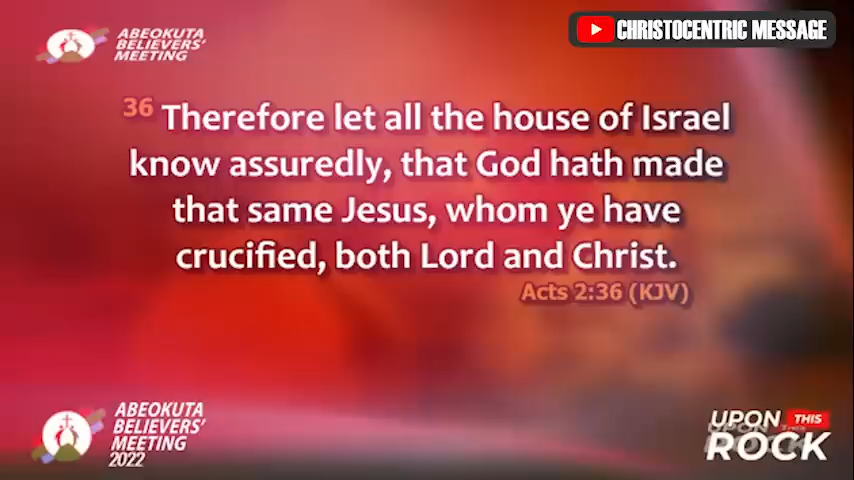 ABEOKUTA
BELIEVERS'
MEETING
CHRISTOCENTRIC MESSAGE
36 Therefore let all the house of Israel
know assuredly, that God hath made
that same Jesus, whom ye have
crucified, both Lord and Christ.
Acts 2:36 (KJV)
ABEOKUTA
BELIEVERS'
MEETING
2022
UPON THIS
ROCK